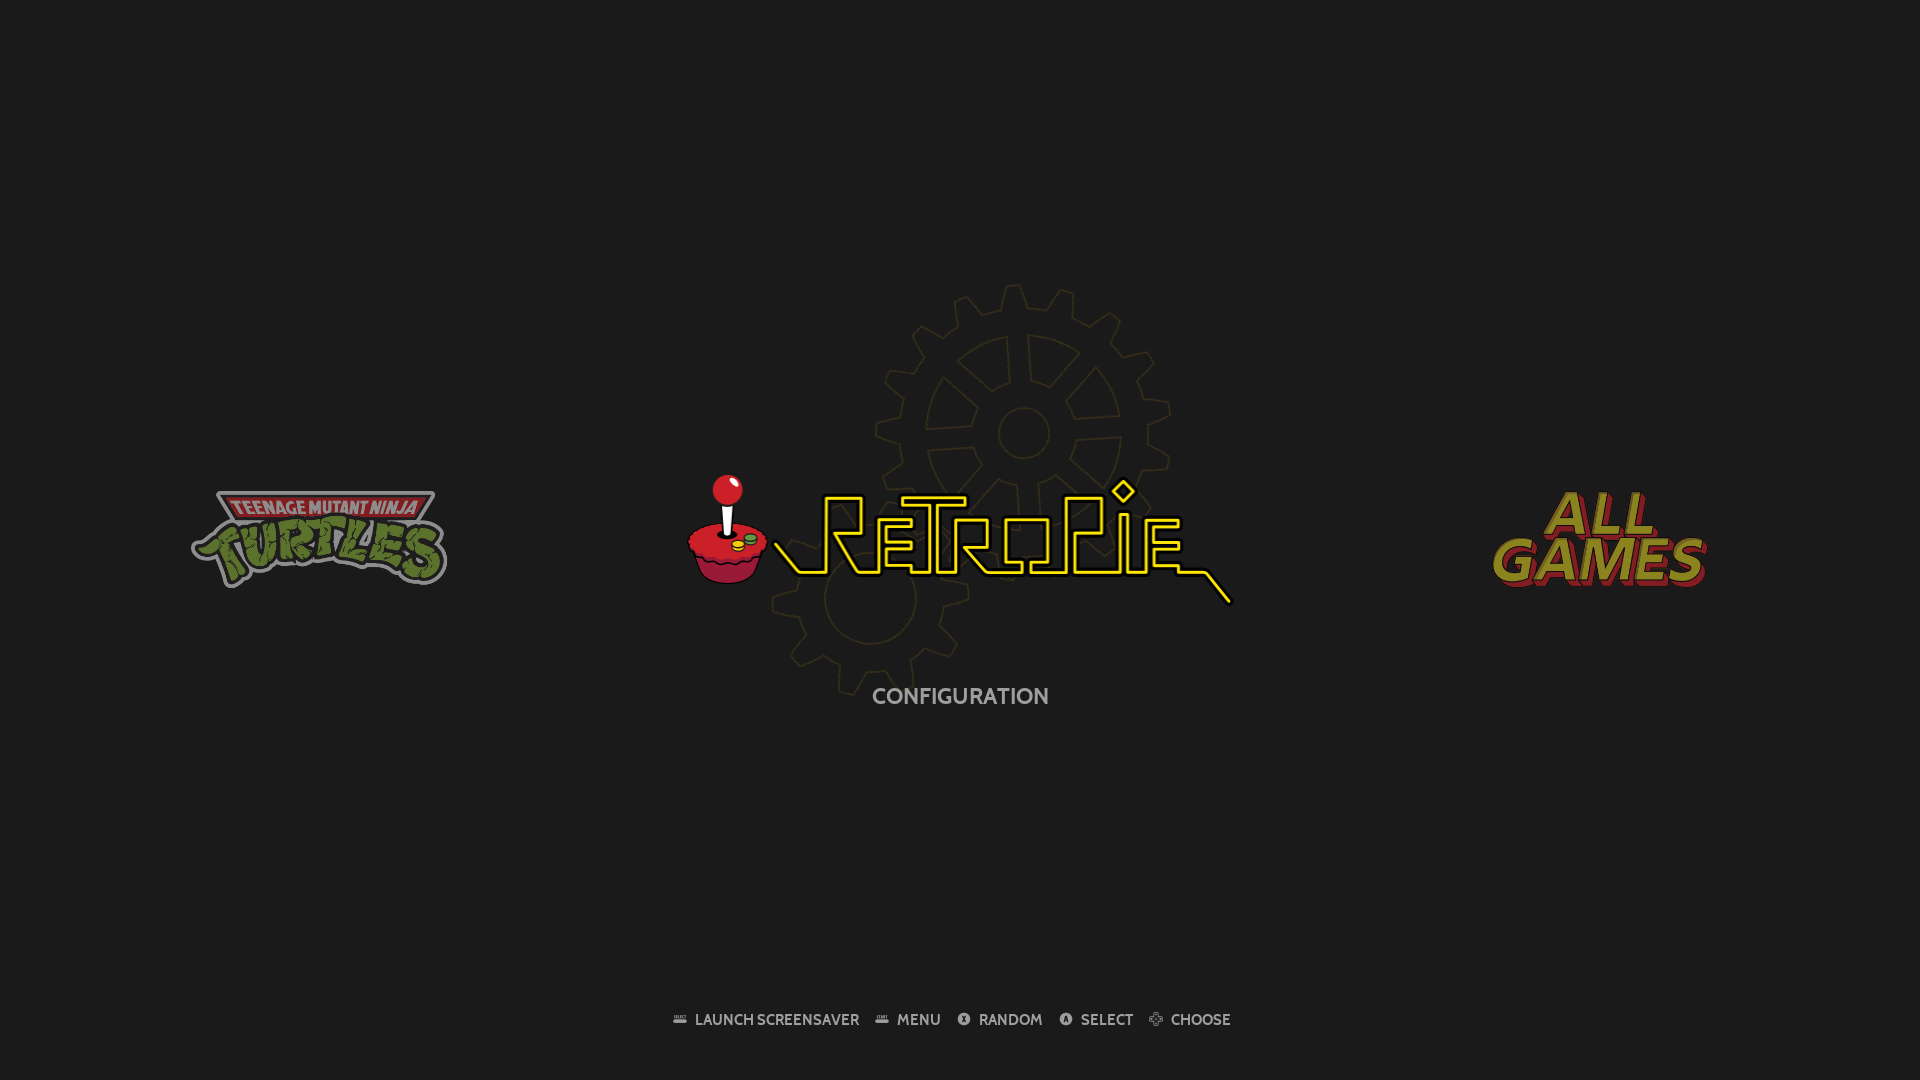 TEENAGE MUTANT NINJA
TURTLES
RETROPIE
ALL
GAMES
CONFIGURATION
SELECT LAUNCH SCREENSAVER START MENU X RANDOM A SELECT CHOOSE